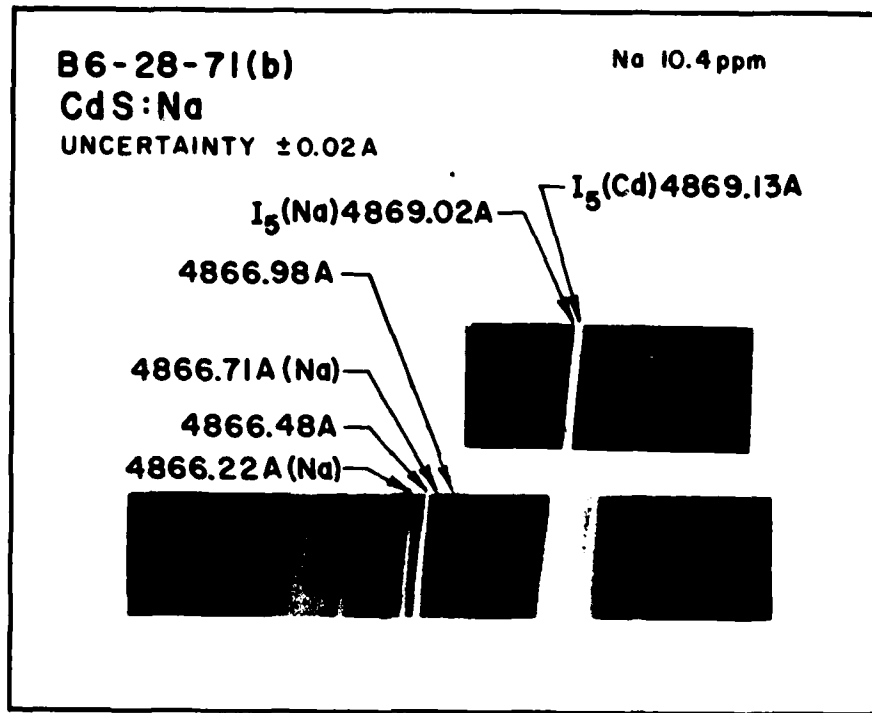 B6-28-71(b)
Na 10.4ppm
CdS:Na
UNCERTAINTY ±0.02A
I5(Cd)4869.13A
I5(Na)4869.02A
4866.98A
4866.71A(Na)
4866.48A
4866.22A(Na)